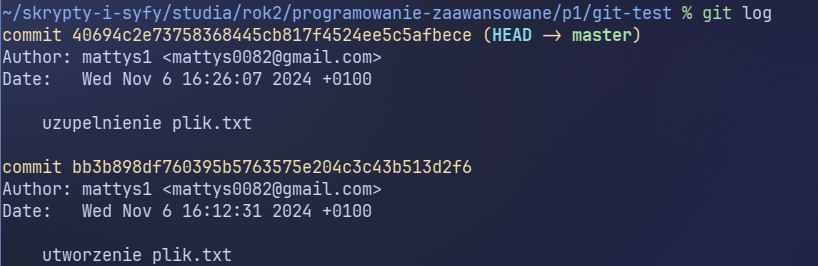 ~/skrypty-i-syfy/studia/rok2/programowanie-zaawansowane/p1/git-test % git log
commit 40694c2e73758368445cb817f4524ee5c5afbece (HEAD -> master)
Author: mattys1 <mattys0082@gmail.com>
Date:   Wed Nov 6 16:26:07 2024 +0100
uzupelnienie plik.txt
commit bb3b898df760395b5763575e204c3c43b513d2f6
Author: mattys1 <mattys0082@gmail.com>
Date:   Wed Nov 6 16:12:31 2024 +0100
utworzenie plik.txt